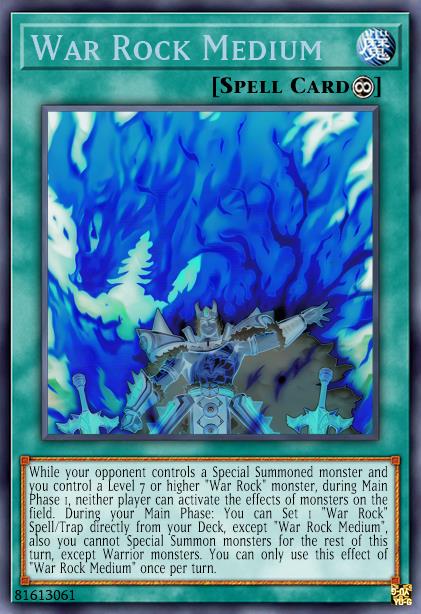 War Rock Medium
魔
[Spell Card]
While your opponent controls a Special Summoned monster and
you control a Level 7 or higher "War Rock" monster, during Main
Phase 1, neither player can activate the effects of monsters on the
field. During your Main Phase: You can Set 1 "War Rock"
Spell/Trap directly from your Deck, except "War Rock Medium",
also you cannot Special Summon monsters for the rest of this
turn, except Warrior monsters. You can only use this effect of
"War Rock Medium" once per turn.
81613061